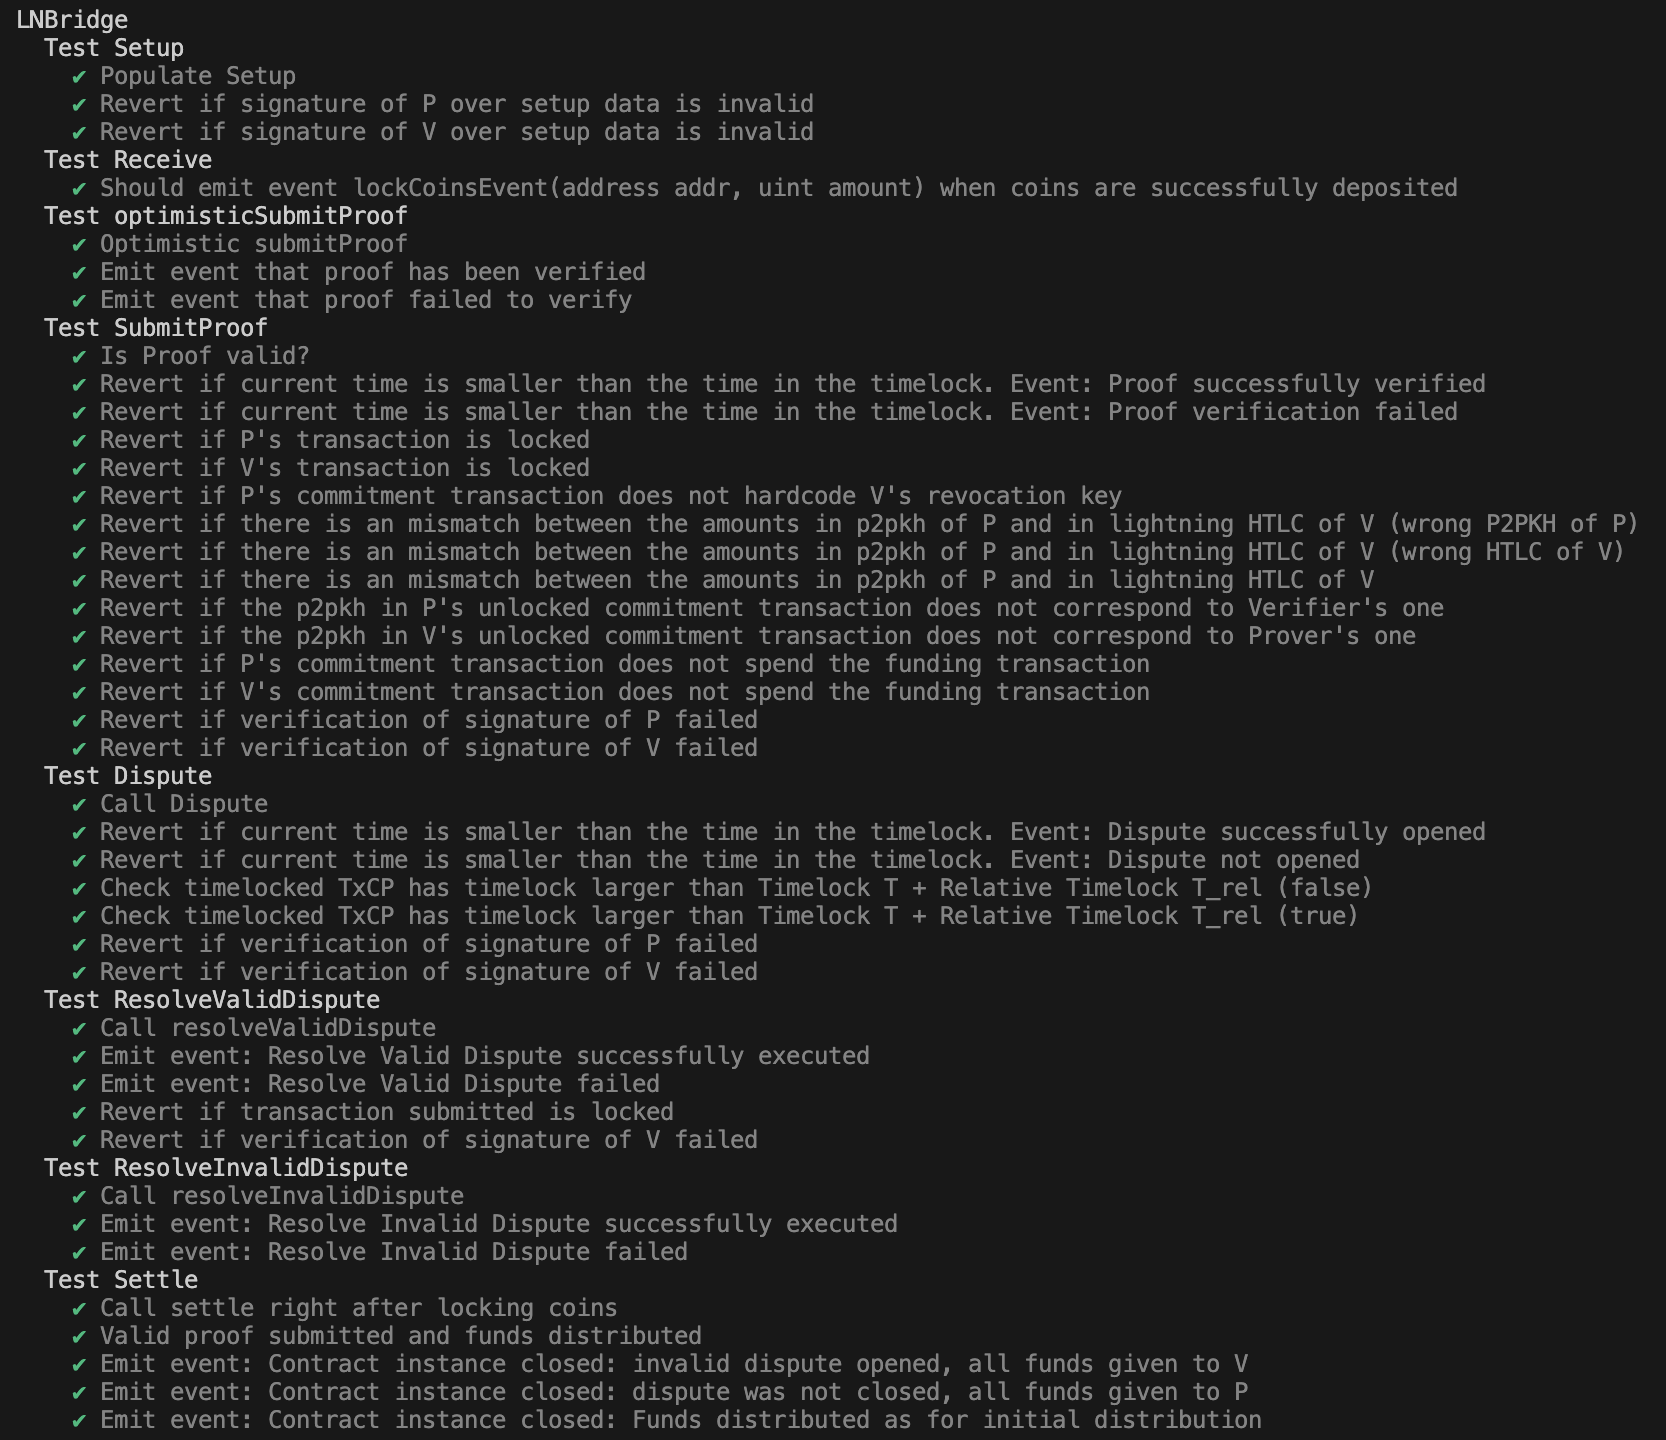 LNBridge
Test Setup
✔ Populate Setup
✔ Revert if signature of P over setup data is invalid
✔ Revert if signature of V over setup data is invalid
Test Receive
✔ Should emit event lockCoinsEvent(address addr, uint amount) when coins are successfully deposited
Test optimisticSubmitProof
✔ Optimistic submitProof
✔ Emit event that proof has been verified
✔ Emit event that proof failed to verify
Test SubmitProof
✔ Is Proof valid?
✔ Revert if current time is smaller than the time in the timelock. Event: Proof successfully verified
✔ Revert if current time is smaller than the time in the timelock. Event: Proof verification failed
✔ Revert if P's transaction is locked
✔ Revert if V's transaction is locked
✔ Revert if P's commitment transaction does not hardcode V's revocation key
✔ Revert if there is an mismatch between the amounts in p2pkh of P and in lightning HTLC of V (wrong P2PKH of P)
✔ Revert if there is an mismatch between the amounts in p2pkh of P and in lightning HTLC of V (wrong HTLC of V)
✔ Revert if there is an mismatch between the amounts in p2pkh of P and in lightning HTLC of V
✔ Revert if the p2pkh in P's unlocked commitment transaction does not correspond to Verifier's one
✔ Revert if the p2pkh in V's unlocked commitment transaction does not correspond to Prover's one
✔ Revert if P's commitment transaction does not spend the funding transaction
✔ Revert if V's commitment transaction does not spend the funding transaction
✔ Revert if verification of signature of P failed
✔ Revert if verification of signature of V failed
Test Dispute
✔ Call Dispute
✔ Revert if current time is smaller than the time in the timelock. Event: Dispute successfully opened
✔ Revert if current time is smaller than the time in the timelock. Event: Dispute not opened
✔ Check timelocked TxCP has timelock larger than Timelock T + Relative Timelock T_rel (false)
✔ Check timelocked TxCP has timelock larger than Timelock T + Relative Timelock T_rel (true)
✔ Revert if verification of signature of P failed
✔ Revert if verification of signature of V failed
Test ResolveValidDispute
✔ Call resolveValidDispute
✔ Emit event: Resolve Valid Dispute successfully executed
✔ Emit event: Resolve Valid Dispute failed
✔ Revert if transaction submitted is locked
✔ Revert if verification of signature of V failed
Test ResolveInvalidDispute
✔ Call resolveInvalidDispute
✔ Emit event: Resolve Invalid Dispute successfully executed
✔ Emit event: Resolve Invalid Dispute failed
Test Settle
✔ Call settle right after locking coins
✔ Valid proof submitted and funds distributed
✔ Emit event: Contract instance closed: invalid dispute opened, all funds given to V
✔ Emit event: Contract instance closed: dispute was not closed, all funds given to P
✔ Emit event: Contract instance closed: Funds distributed as for initial distribution